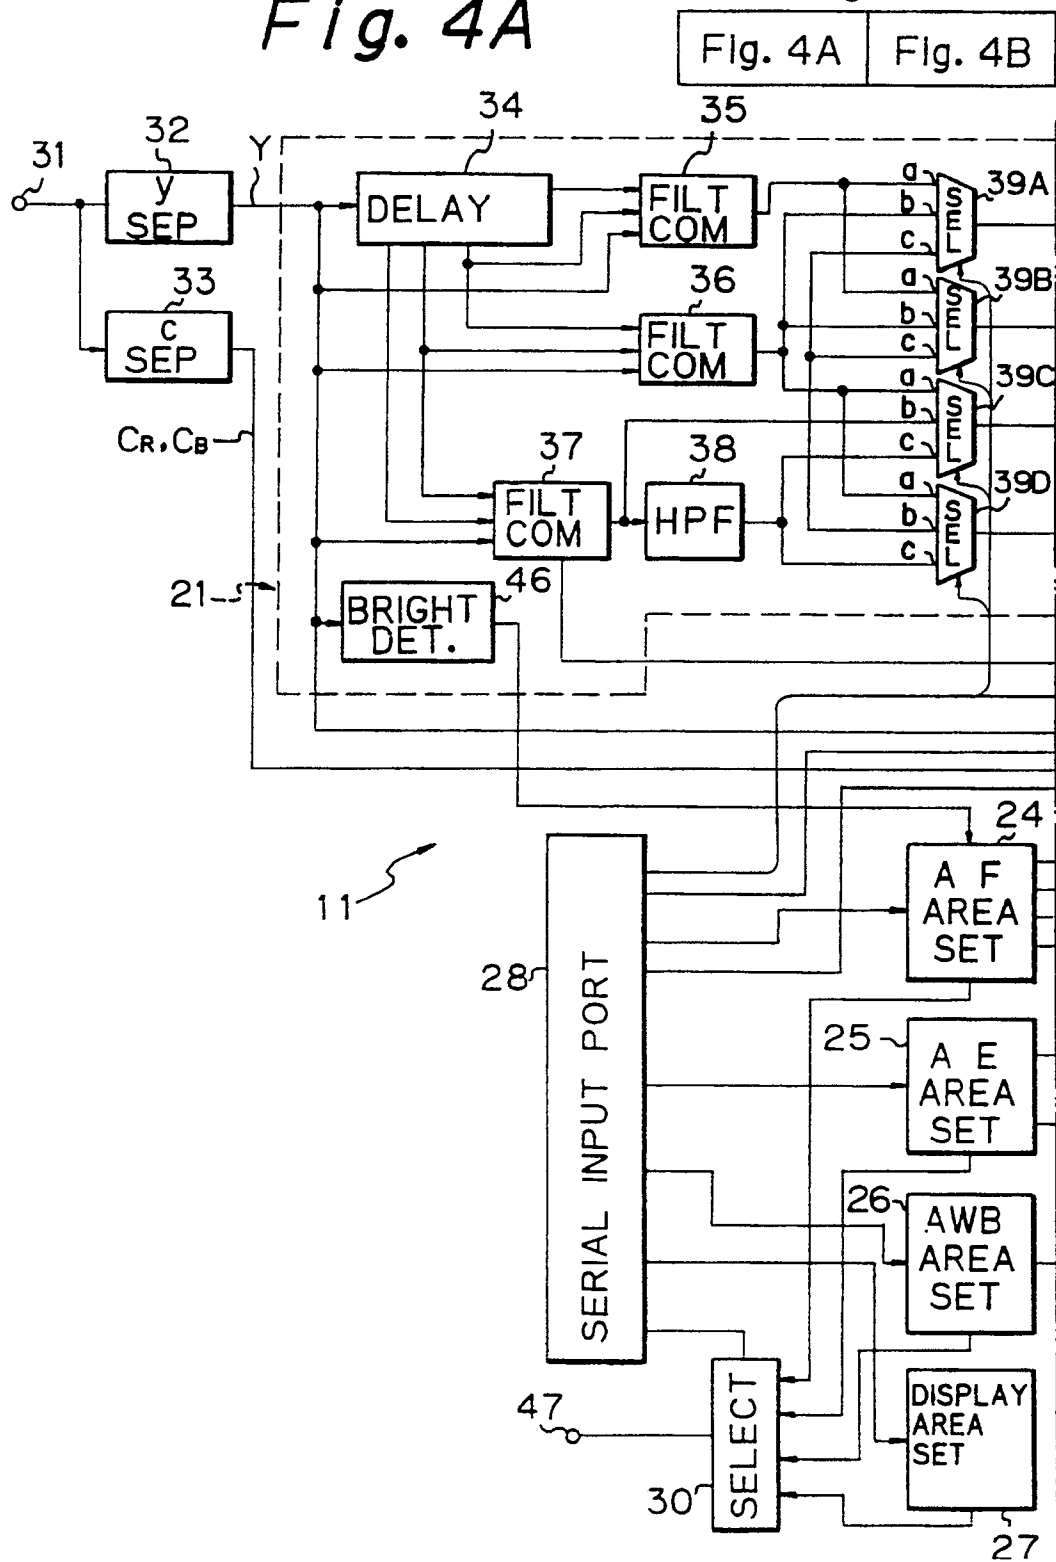 Fig. 4A
Fig. 4A
Fig. 4B
31
32
y
SEP
Y
33
c
SEP
CR, CB
34
DELAY
35
FILT
COM
36
FILT
COM
37
FILT
COM
38
HPF
46
BRIGHT
DET.
21
a
b
c
SEL
39A
a
b
c
SEL
39B
a
b
c
SEL
39C
a
b
c
SEL
39D
11
28
SERIAL INPUT PORT
24
A F
AREA
SET
25
A E
AREA
SET
26
AWB
AREA
SET
DISPLAY
AREA
SET
27
47
30
SELECT